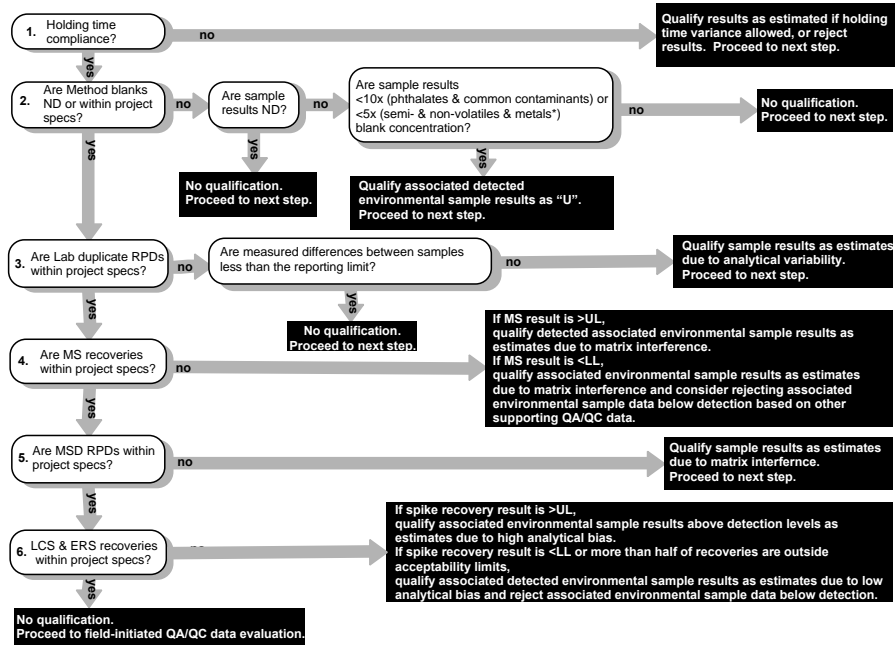 1. Holding time
compliance?
no
Qualify results as estimated if holding
time variance allowed, or reject
results. Proceed to next step.
yes
2. Are Method blanks
ND or within project
specs?
no
Are sample
results ND?
no
Are sample results
<10x (phthalates & common contaminants) or
<5x (semi- & non-volatiles & metals*)
blank concentration?
no
No qualification.
Proceed to next step.
yes
No qualification.
Proceed to next step.
yes
Qualify associated detected
environmental sample results as “U”.
Proceed to next step.
yes
3. Are Lab duplicate RPDs
within project specs?
no
Are measured differences between samples
less than the reporting limit?
no
Qualify sample results as estimates
due to analytical variability.
Proceed to next step.
yes
No qualification.
Proceed to next step.
yes
4. Are MS recoveries
within project specs?
no
If MS result is >UL,
qualify detected associated environmental sample results as
estimates due to matrix interference.
If MS result is <LL,
qualify associated environmental sample results as estimates
due to matrix interference and consider rejecting associated
environmental sample data below detection based on other
supporting QA/QC data.
yes
5. Are MSD RPDs within
project specs?
no
Qualify sample results as estimates
due to matrix interfernce.
Proceed to next step.
yes
6. LCS & ERS recoveries
within project specs?
no
If spike recovery result is >UL,
qualify associated environmental sample results above detection levels as
estimates due to high analytical bias.
If spike recovery result is <LL or more than half of recoveries are outside
acceptability limits,
qualify associated detected environmental sample results as estimates due to low
analytical bias and reject associated environmental sample data below detection.
yes
No qualification.
Proceed to field-initiated QA/QC data evaluation.